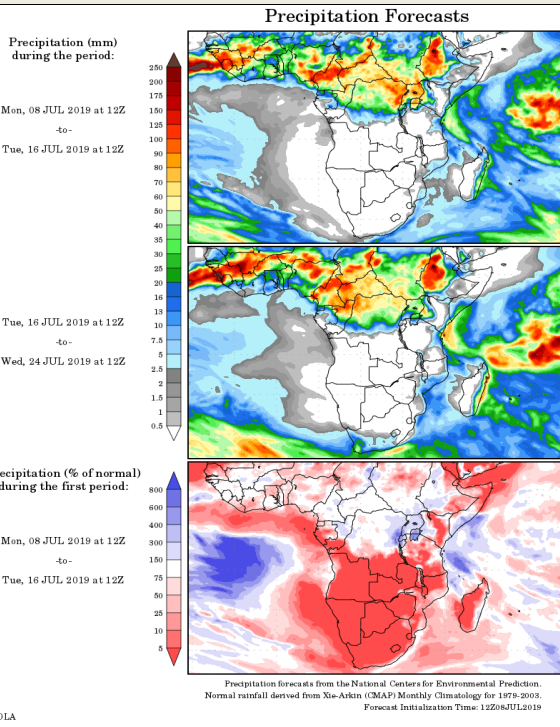 Precipitation Forecasts
Precipitation (mm)
during the period:
Mon, 08 JUL 2019 at 12Z
-to-
Tue, 16 JUL 2019 at 12Z
250
200
175
150
125
100
90
80
70
60
50
40
35
30
25
20
16
13
10
7.5
5
2.5
2
1.5
1
0.5
Tue, 16 JUL 2019 at 12Z
-to-
Wed, 24 JUL 2019 at 12Z
ecipitation (% of normal)
during the first period:
Mon, 08 JUL 2019 at 12Z
-to-
Tue, 16 JUL 2019 at 12Z
800
600
400
300
150
75
50
25
10
5
Precipitation forecasts from the National Centers for Environmental Prediction.
Normal rainfall derived from Xie-Arkin (CMAP) Monthly Climatology for 1979-2003.
Forecast Initialization Time: 12Z08JUL2019
OLA